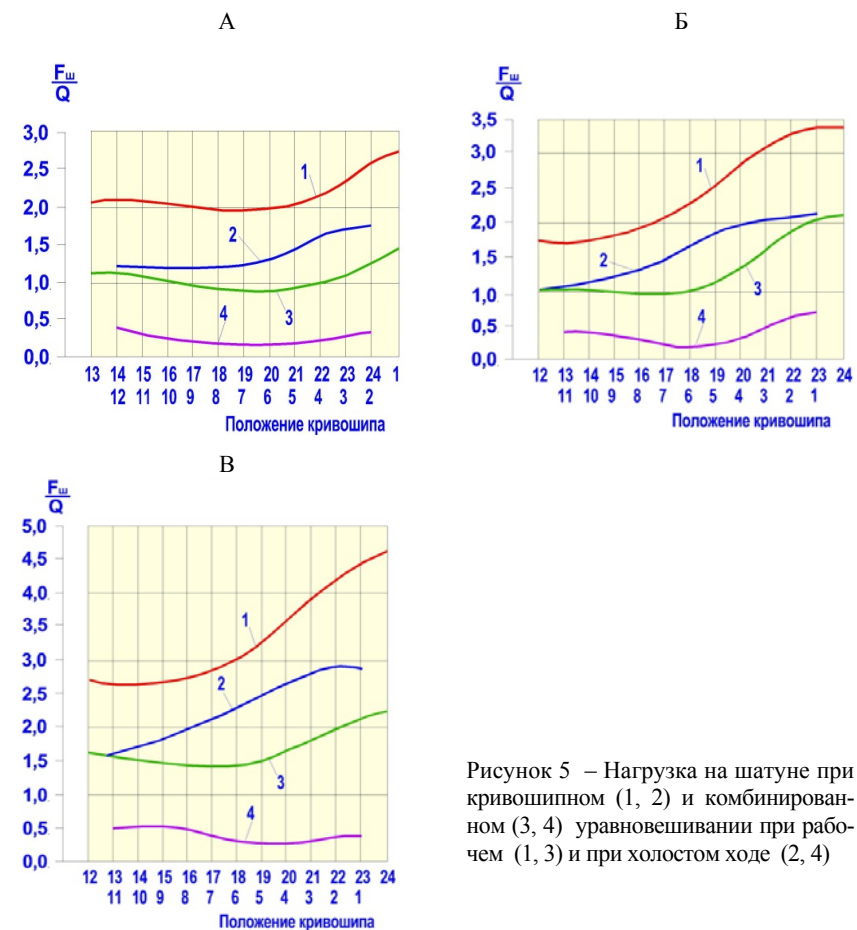 А
Fш
Q
3,0
2,5
2,0
1,5
1,0
0,5
0,0
1
2
3
4
13 14 15 16 17 18 19 20 21 22 23 24 1
12 11 10 9 8 7 6 5 4 3 2
Положение кривошипа
Б
Fш
Q
3,5
3,0
2,5
2,0
1,5
1,0
0,5
0,0
1
2
3
4
12 13 14 15 16 17 18 19 20 21 22 23 24
11 10 9 8 7 6 5 4 3 2 1
Положение кривошипа
В
Fш
Q
5,0
4,5
4,0
3,5
3,0
2,5
2,0
1,5
1,0
0,5
0,0
1
2
3
4
12 13 14 15 16 17 18 19 20 21 22 23 24
11 10 9 8 7 6 5 4 3 2 1
Положение кривошипа
Рисунок 5 – Нагрузка на шатуне при
кривошипном (1, 2) и комбинирован-
ном (3, 4) уравновешивании при рабо-
чем (1, 3) и при холостом ходе (2, 4)